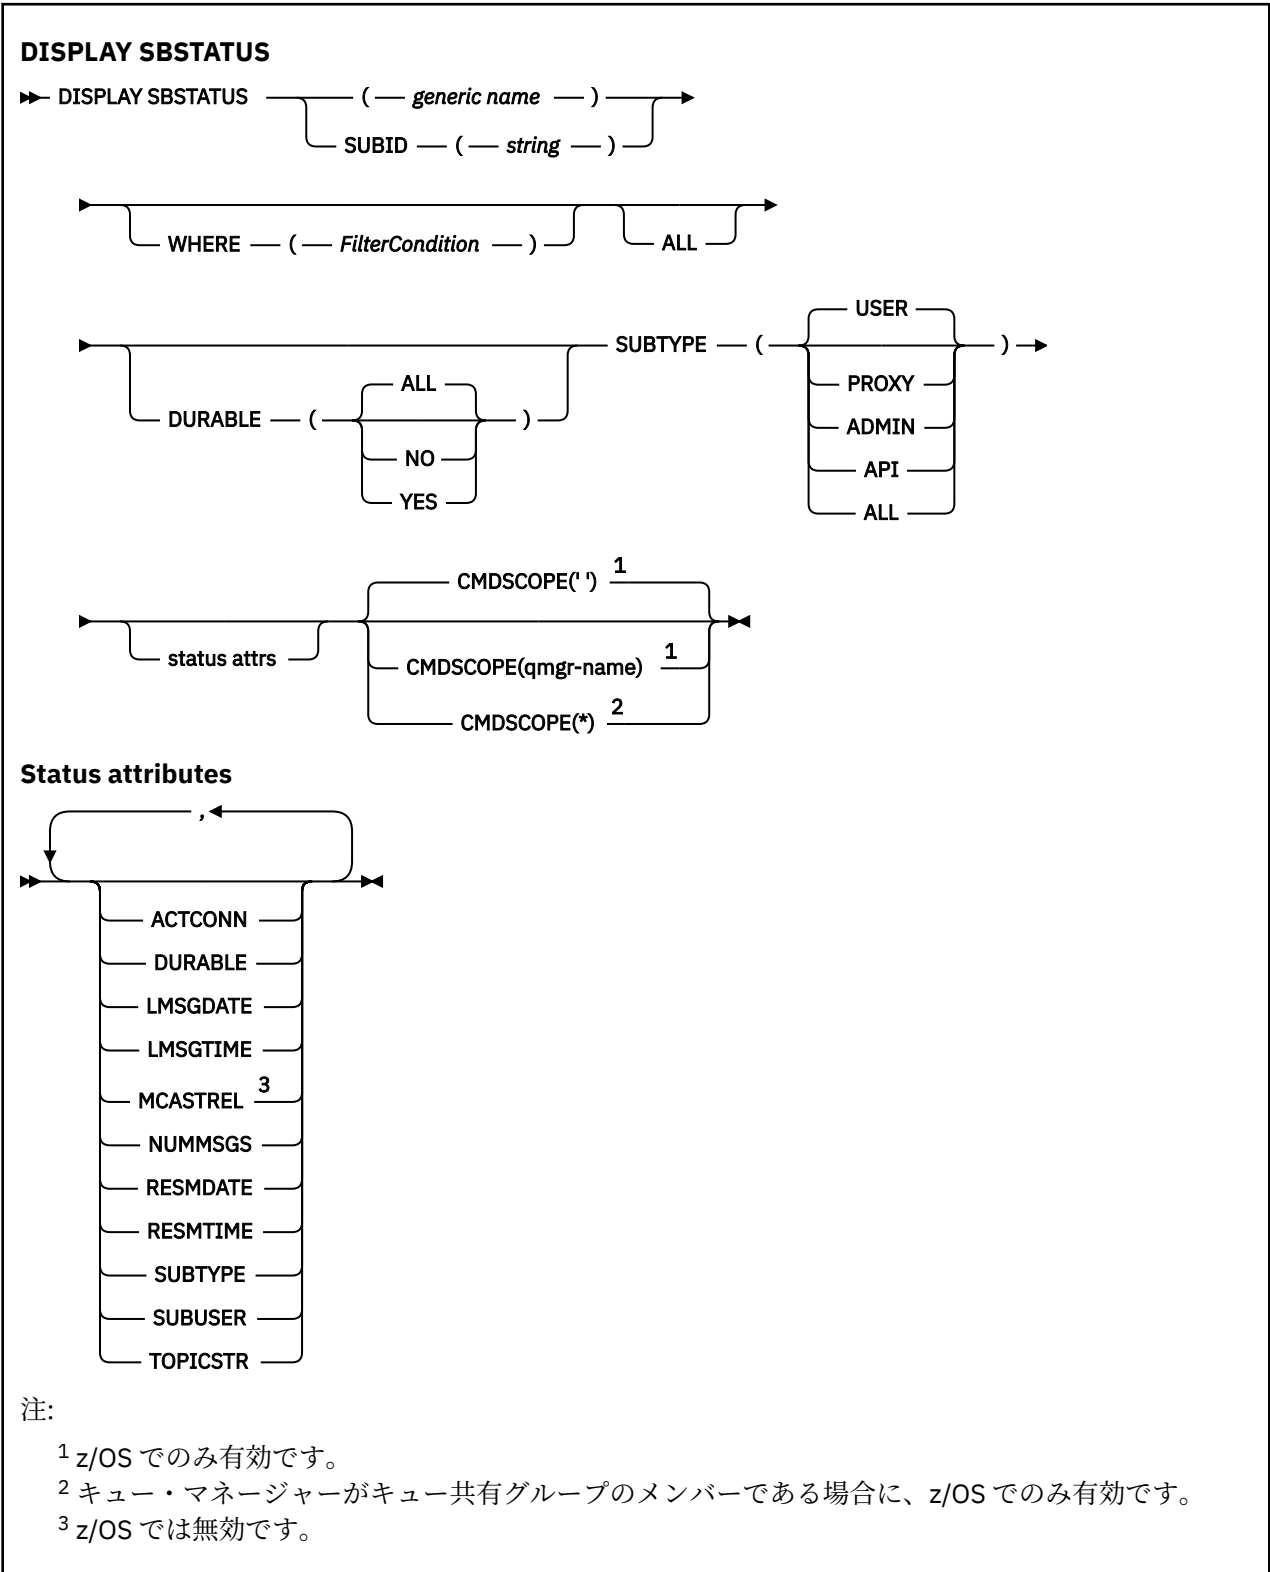 DISPLAY SBSTATUS
DISPLAY SBSTATUS ( generic name )
SUBID ( string )
WHERE ( FilterCondition ) ALL
DURABLE ( ALL NO YES )
SUBTYPE ( USER PROXY ADMIN API ALL )
status attrs
CMDSCOPE(' ') 1
CMDSCOPE(qmgr-name) 1
CMDSCOPE(*) 2
Status attributes
,
ACTCONN
DURABLE
LMSGDATE
LMSGTIME
MCASTREL 3
NUMMSGS
RESMDATE
RESMTIME
SUBTYPE
SUBUSER
TOPICSTR
注:
1 z/OS でのみ有効です。
2 キュー・マネージャーがキュー共有グループのメンバーである場合に、z/OS でのみ有効です。
3 z/OS では無効です。